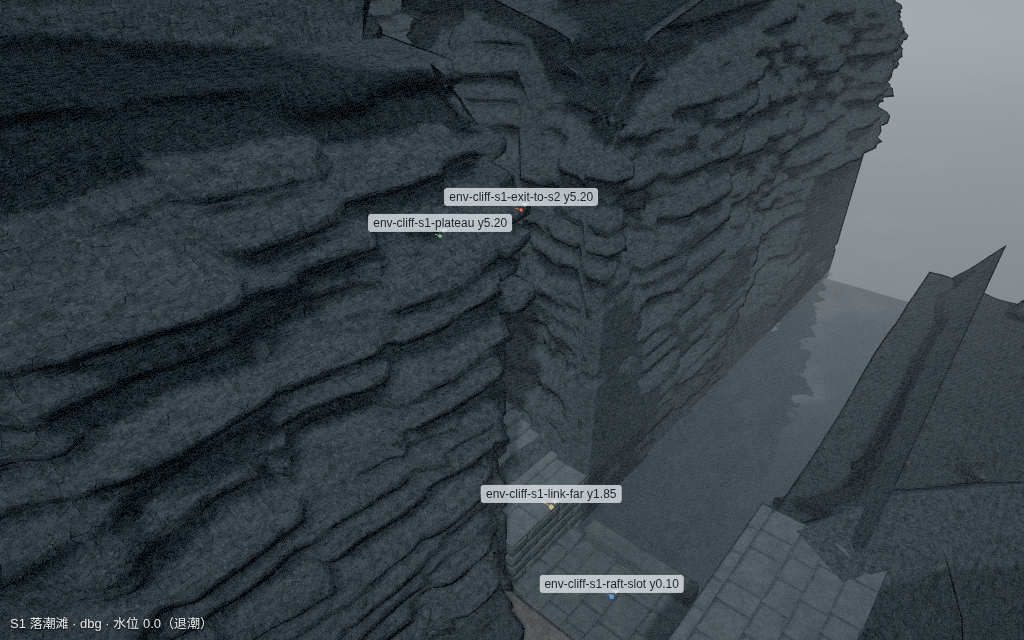 env-cliff-s1-exit-to-s2 y5.20
env-cliff-s1-plateau y5.20
env-cliff-s1-link-far y1.85
env-cliff-s1-raft-slot y0.10
S1 落潮滩 · dbg · 水位 0.0（退潮）